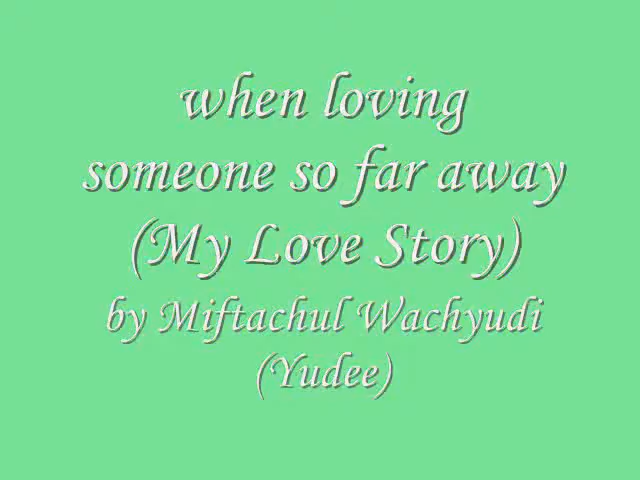 when loving
someone so far away
(My Love Story)
by Miftachul Wachyudi
(Yudee)